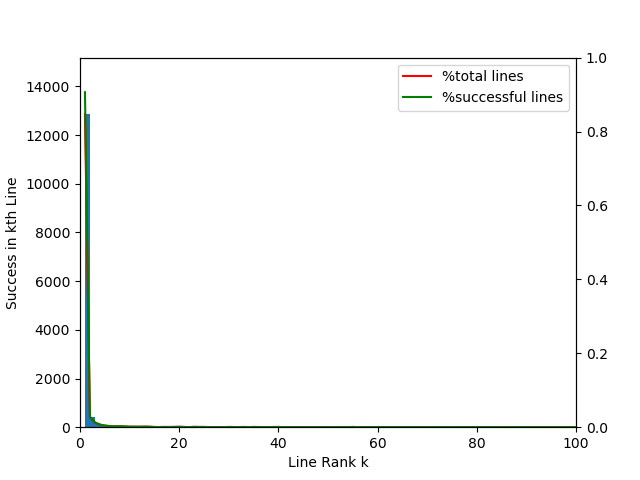 %total lines
%successful lines
14000
12000
10000
8000
6000
4000
2000
0
Success in kth Line
1.0
0.8
0.6
0.4
0.2
0.0
0 20 40 60 80 100
Line Rank k